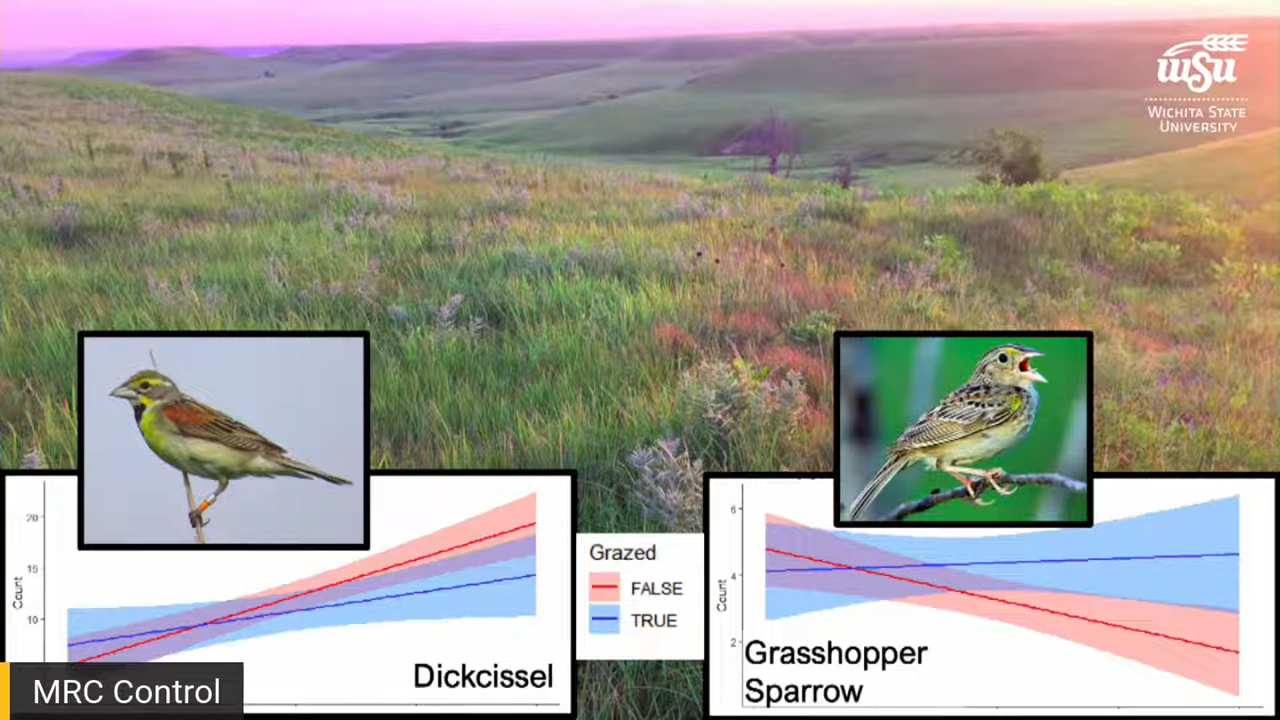 WSU
WICHITA STATE
UNIVERSITY
20
15
10
Count
Dickcissel
Grazed
FALSE
TRUE
6
4
2
Count
Grasshopper
Sparrow
MRC Control